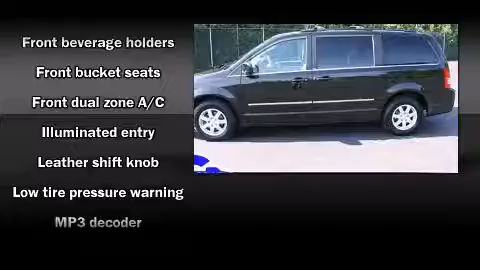 Front beverage holders
Front bucket seats
Front dual zone A/C
Illuminated entry
Leather shift knob
Low tire pressure warning
MP3 decoder